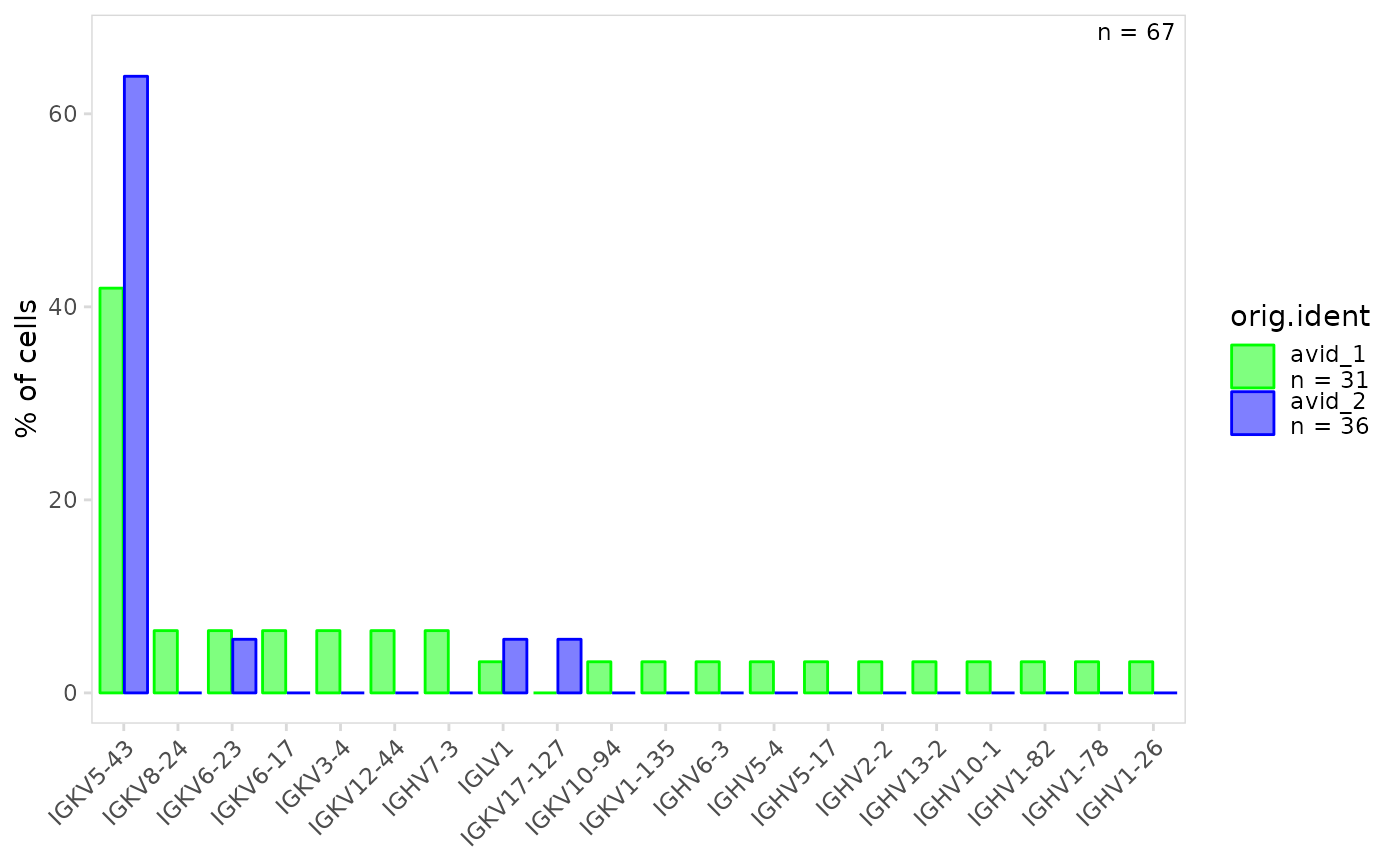 n = 67
% of cells
60
40
20
0
IGKV5-43
IGKV8-24
IGKV6-23
IGKV6-17
IGKV3-4
IGKV12-44
IGHV7-3
IGLV1
IGKV17-127
IGKV10-94
IGKV1-135
IGHV6-3
IGHV5-4
IGHV5-17
IGHV2-2
IGHV13-2
IGHV10-1
IGHV1-82
IGHV1-78
IGHV1-26
orig.ident
avid_1
n = 31
avid_2
n = 36